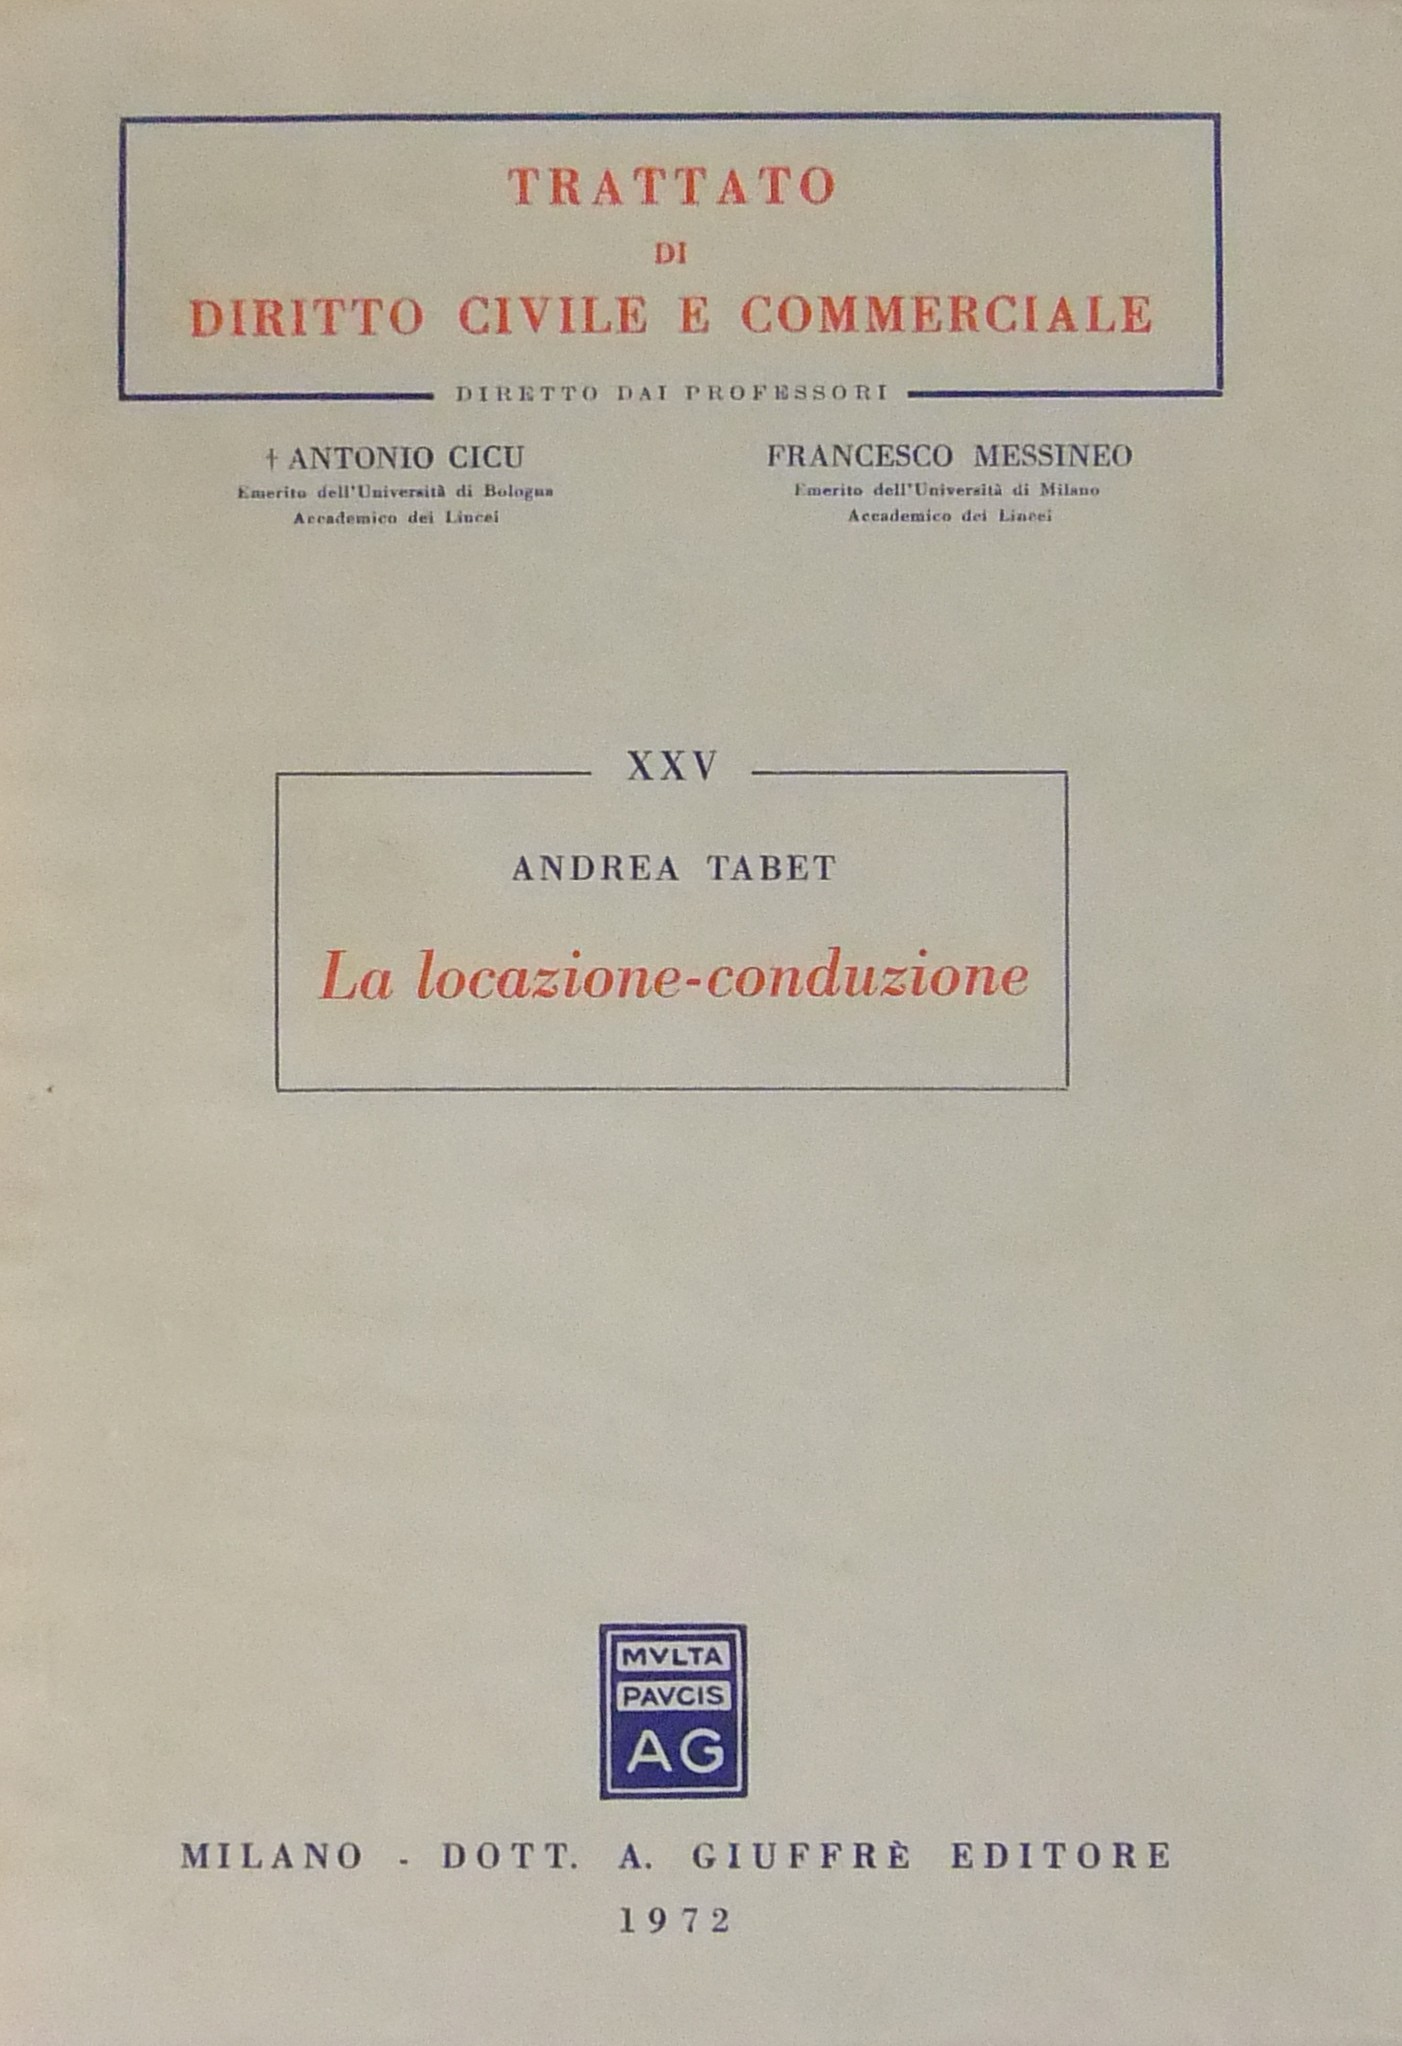 TRATTATO
DI
DIRITTO CIVILE E COMMERCIALE
DIRETTO DAI PROFESSORI
† ANTONIO CICU
Emerito dell'Università di Bologna
Accademico dei Lincei
FRANCESCO MESSINEO
Emerito dell'Università di Milano
Accademico dei Lincei
XXV
ANDREA TABET
La locazione-conduzione
MVLTA
PAVCIS
AG
MILANO - DOTT. A. GIUFFRÈ EDITORE
1972